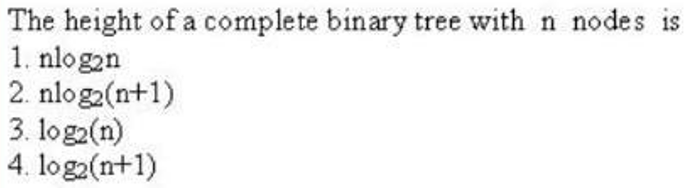 The height of a complete binary tree with n nodes is
1. nlog2n
2. nlog2(n+1)
3. log2(n)
4. log2(n+1)